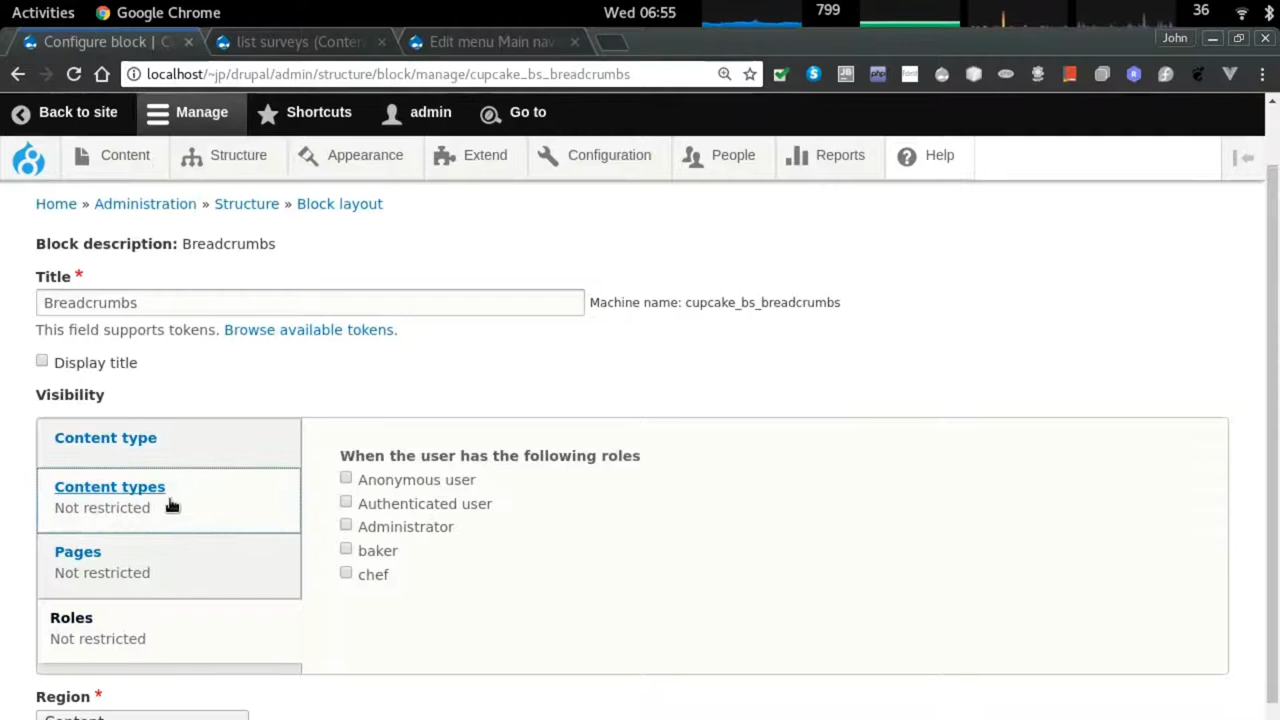 Activities Google Chrome Wed 06:55 799 36
Configure block | C list surveys (Conten Edit menu Main nav John
localhost/~jp/drupal/admin/structure/block/manage/cupcake_bs_breadcrumbs
Back to site Manage Shortcuts admin Go to
Content Structure Appearance Extend Configuration People Reports Help
Home » Administration » Structure » Block layout
Block description: Breadcrumbs
Title *
Breadcrumbs Machine name: cupcake_bs_breadcrumbs
This field supports tokens. Browse available tokens.
Display title
Visibility
Content type
Content types
Not restricted
Pages
Not restricted
Roles
Not restricted
When the user has the following roles
Anonymous user
Authenticated user
Administrator
baker
chef
Region *
Content